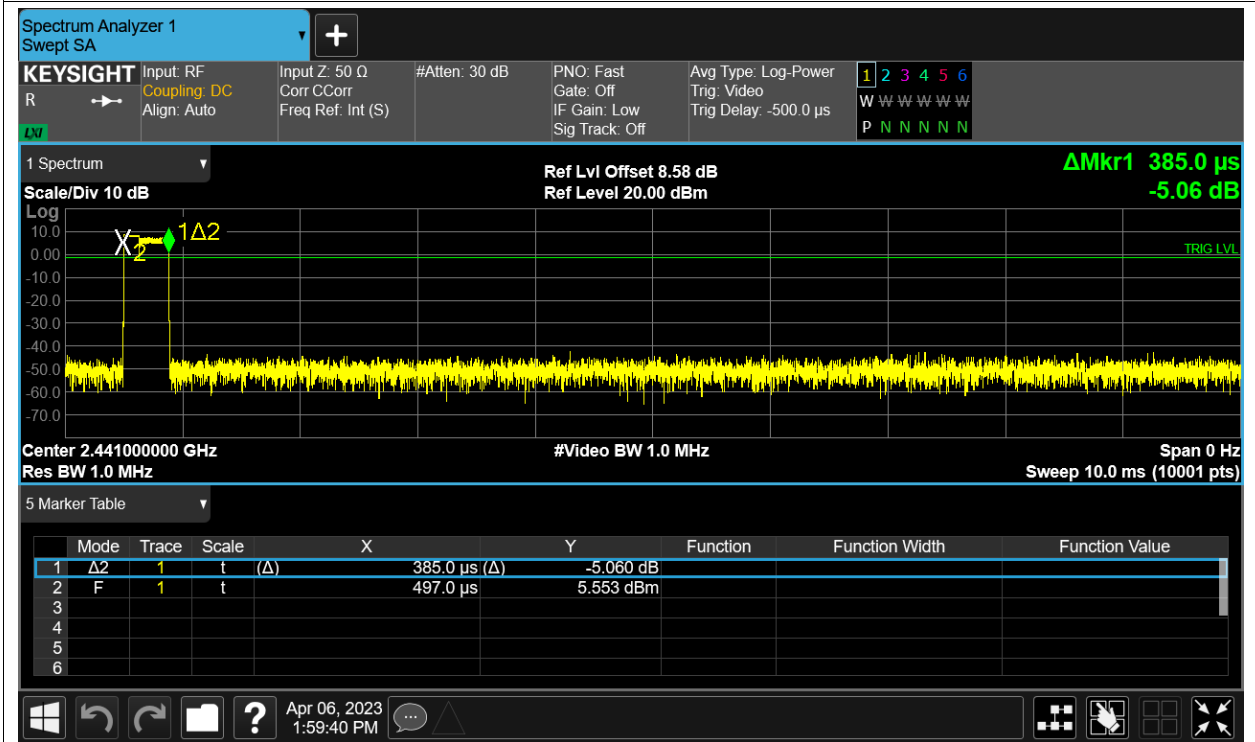 Spectrum Analyzer 1
Swept SA
+
KEYSIGHT
R
LXI
Input: RF
Coupling: DC
Align: Auto
Input Z: 50 Ω
Corr CCorr
Freq Ref: Int (S)
#Atten: 30 dB
PNO: Fast
Gate: Off
IF Gain: Low
Sig Track: Off
Avg Type: Log-Power
Trig: Video
Trig Delay: -500.0 µs
1 2 3 4 5 6
W W W W W W
P N N N N N
1 Spectrum
Scale/Div 10 dB
Ref Lvl Offset 8.58 dB
Ref Level 20.00 dBm
ΔMkr1 385.0 µs
-5.06 dB
Log
10.0
0.00
-10.0
-20.0
-30.0
-40.0
-50.0
-60.0
-70.0
X
2
1Δ2
TRIG LVL
Center 2.441000000 GHz
Res BW 1.0 MHz
#Video BW 1.0 MHz
Span 0 Hz
Sweep 10.0 ms (10001 pts)
5 Marker Table
Mode Trace Scale X Y Function Function Width Function Value
1 Δ2 1 t (Δ) 385.0 µs (Δ) -5.060 dB
2 F 1 t 497.0 µs 5.553 dBm
3
4
5
6
?
Apr 06, 2023
1:59:40 PM